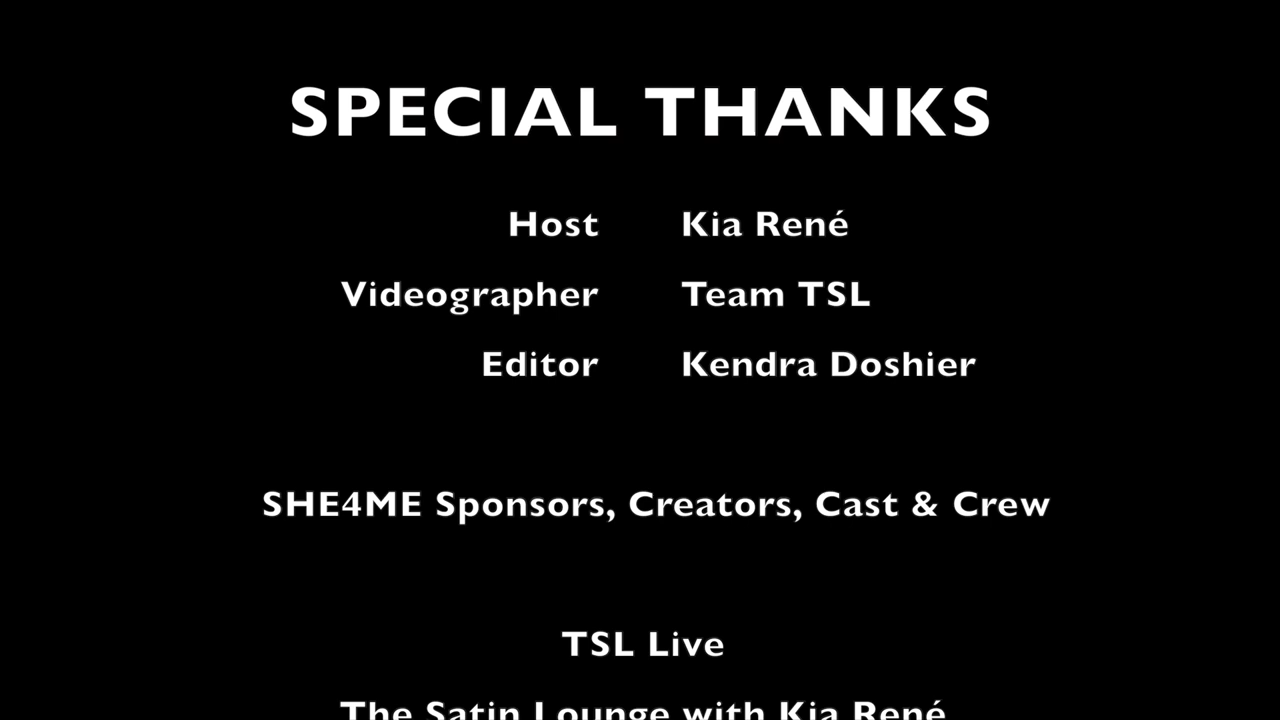 SPECIAL THANKS
Host Kia René
Videographer Team TSL
Editor Kendra Doshier
SHE4ME Sponsors, Creators, Cast & Crew
TSL Live
The Satin Lounge with Kia René